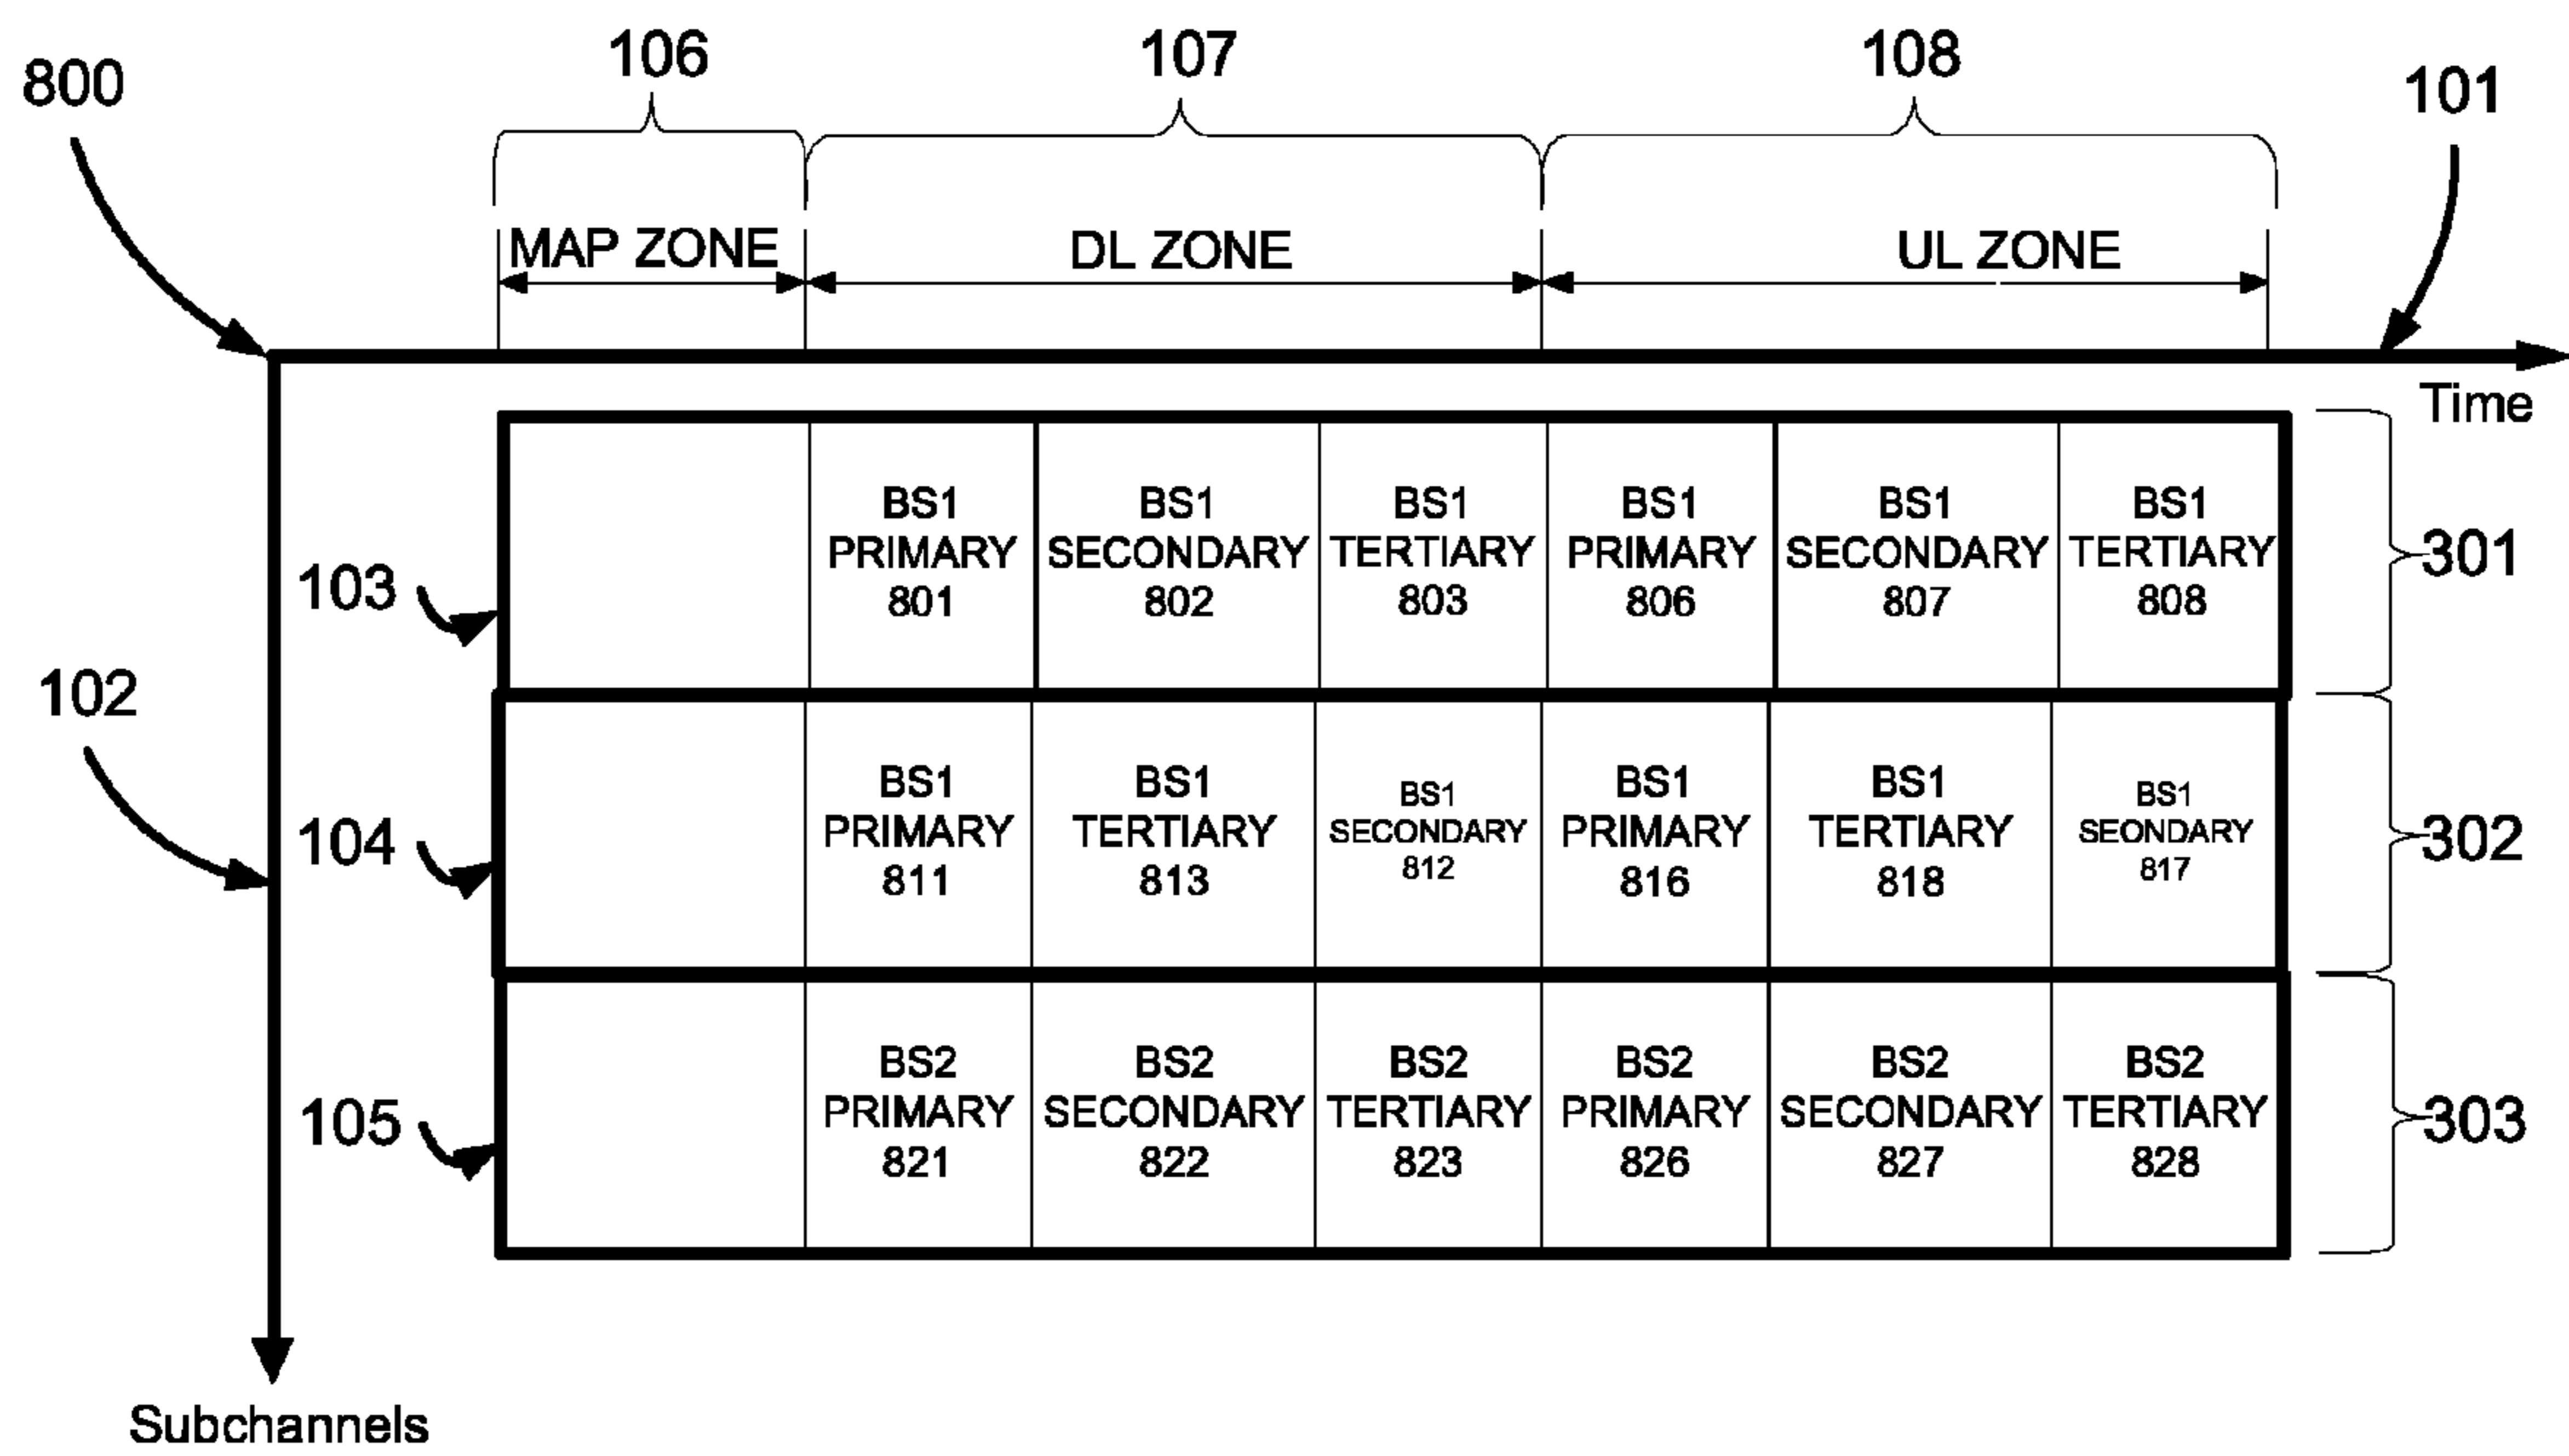 106
107
108
800
101
MAP ZONE
DL ZONE
UL ZONE
Time
BS1
PRIMARY
801
BS1
SECONDARY
802
BS1
TERTIARY
803
BS1
PRIMARY
806
BS1
SECONDARY
807
BS1
TERTIARY
808
103
301
102
BS1
PRIMARY
811
BS1
TERTIARY
813
BS1
SECONDARY
812
BS1
PRIMARY
816
BS1
TERTIARY
818
BS1
SEONDARY
817
104
302
BS2
PRIMARY
821
BS2
SECONDARY
822
BS2
TERTIARY
823
BS2
PRIMARY
826
BS2
SECONDARY
827
BS2
TERTIARY
828
105
303
Subchannels